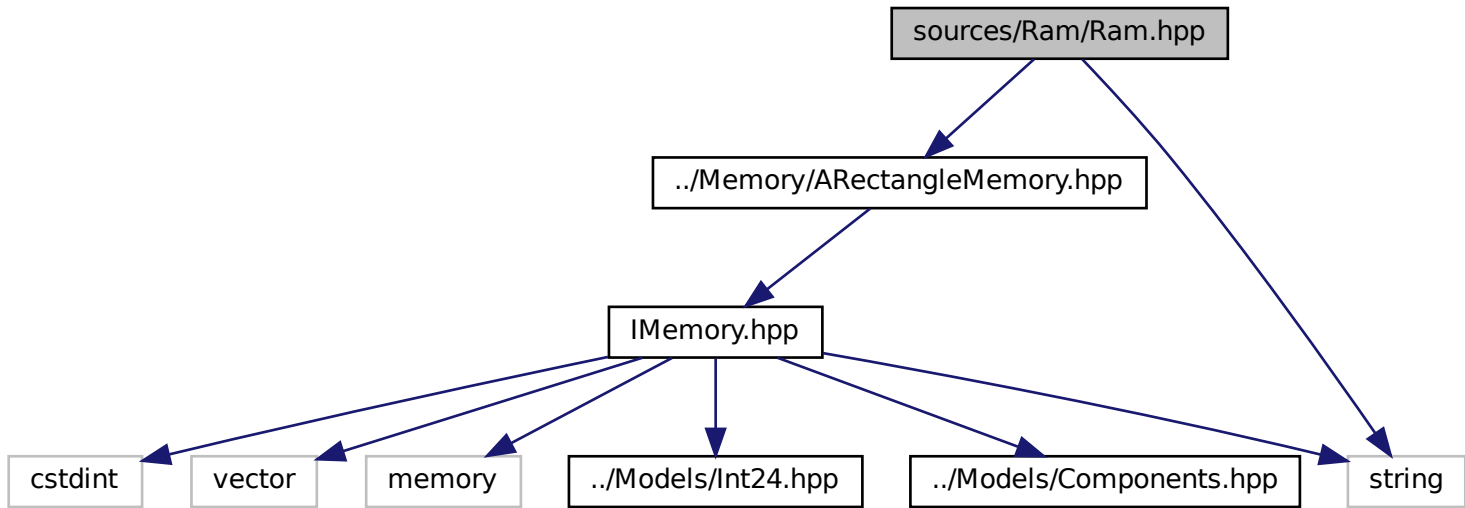 sources/Ram/Ram.hpp
../Memory/ARectangleMemory.hpp
IMemory.hpp
cstdint
vector
memory
../Models/Int24.hpp
../Models/Components.hpp
string